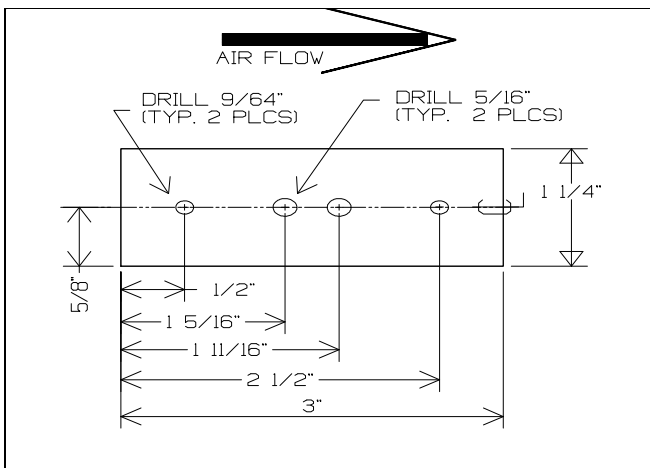 AIR FLOW
DRILL 9/64"
(TYP. 2 PLCS)
DRILL 5/16"
(TYP. 2 PLCS)
1 1/4"
5/8"
1/2"
1 5/16"
1 11/16"
2 1/2"
3"